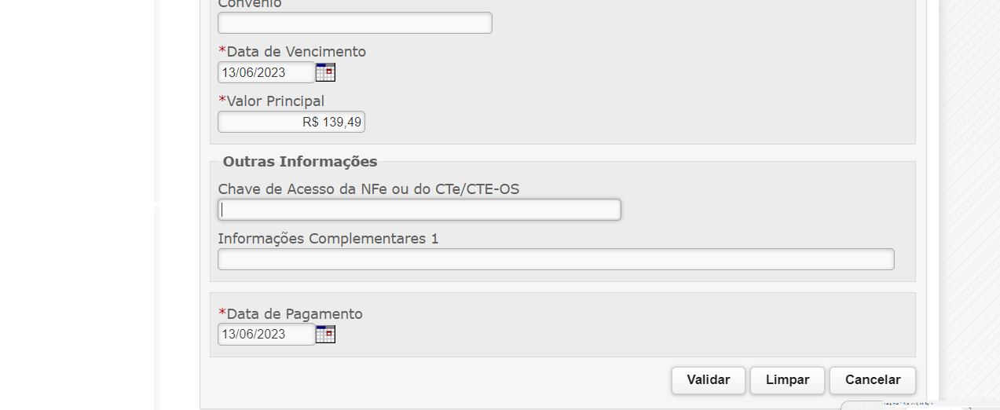 Convênio
*Data de Vencimento
13/06/2023
*Valor Principal
R$ 139,49
Outras Informações
Chave de Acesso da NFe ou do CTe/CTE-OS
Informações Complementares 1
*Data de Pagamento
13/06/2023
Validar Limpar Cancelar